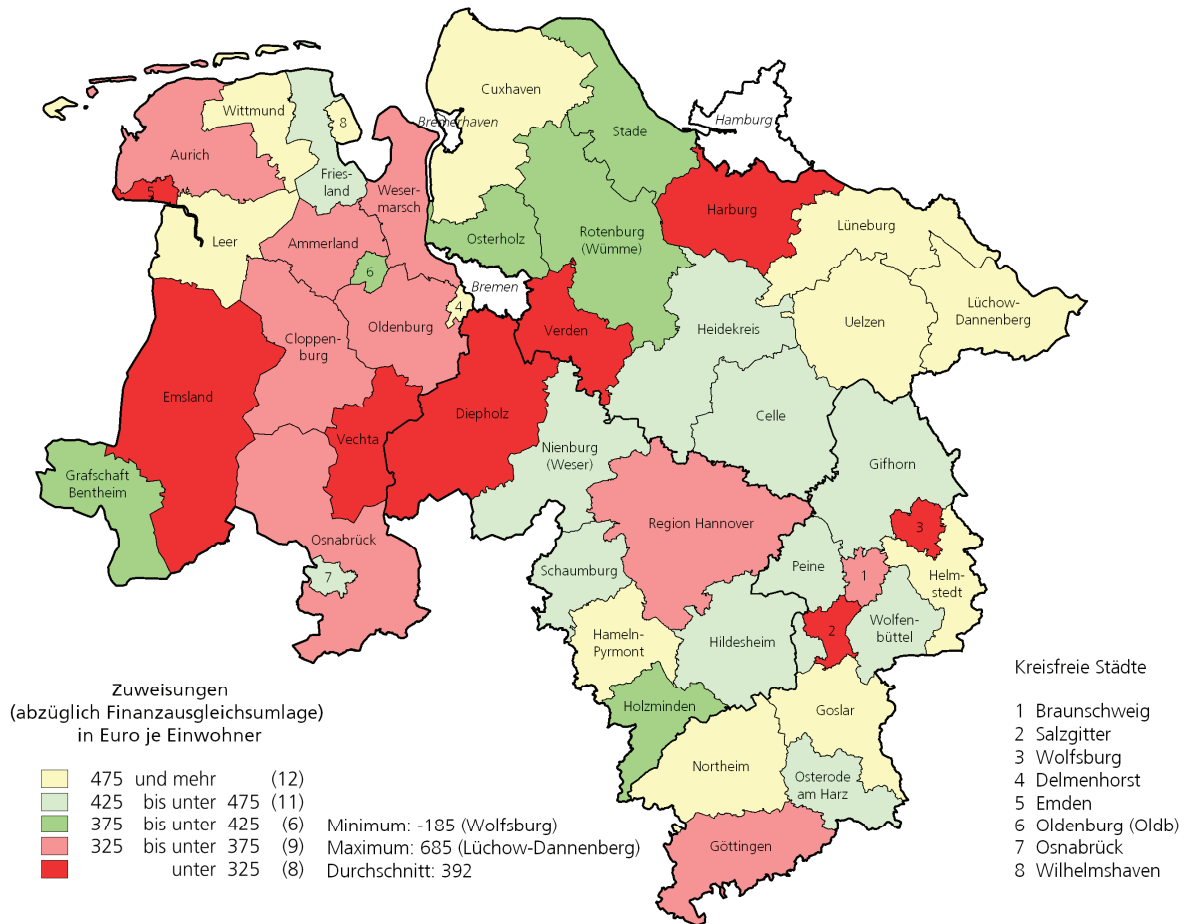 Cuxhaven
Wittmund
8
Bremerhaven
Hamburg
Stade
Aurich
Fries-
land
Weser-
marsch
5
Harburg
Leer
Ammerland
Osterholz
Rotenburg
(Wümme)
Lüneburg
6
Bremen
4
Oldenburg
Verden
Heidekreis
Uelzen
Lüchow-
Dannenberg
Cloppen-
burg
Emsland
Diepholz
Celle
Vechta
Nienburg
(Weser)
Gifhorn
Grafschaft
Bentheim
Region Hannover
3
Osnabrück
Peine
7
Schaumburg
1
Helm-
stedt
Hameln-
Pyrmont
Hildesheim
2
Wolfen-
büttel
Holzminden
Goslar
Northeim
Osterode
am Harz
Göttingen
Zuweisungen
(abzüglich Finanzausgleichsumlage)
in Euro je Einwohner
475 und mehr (12)
425 bis unter 475 (11)
375 bis unter 425 (6)
325 bis unter 375 (9)
unter 325 (8)
Minimum: -185 (Wolfsburg)
Maximum: 685 (Lüchow-Dannenberg)
Durchschnitt: 392
Kreisfreie Städte
1 Braunschweig
2 Salzgitter
3 Wolfsburg
4 Delmenhorst
5 Emden
6 Oldenburg (Oldb)
7 Osnabrück
8 Wilhelmshaven